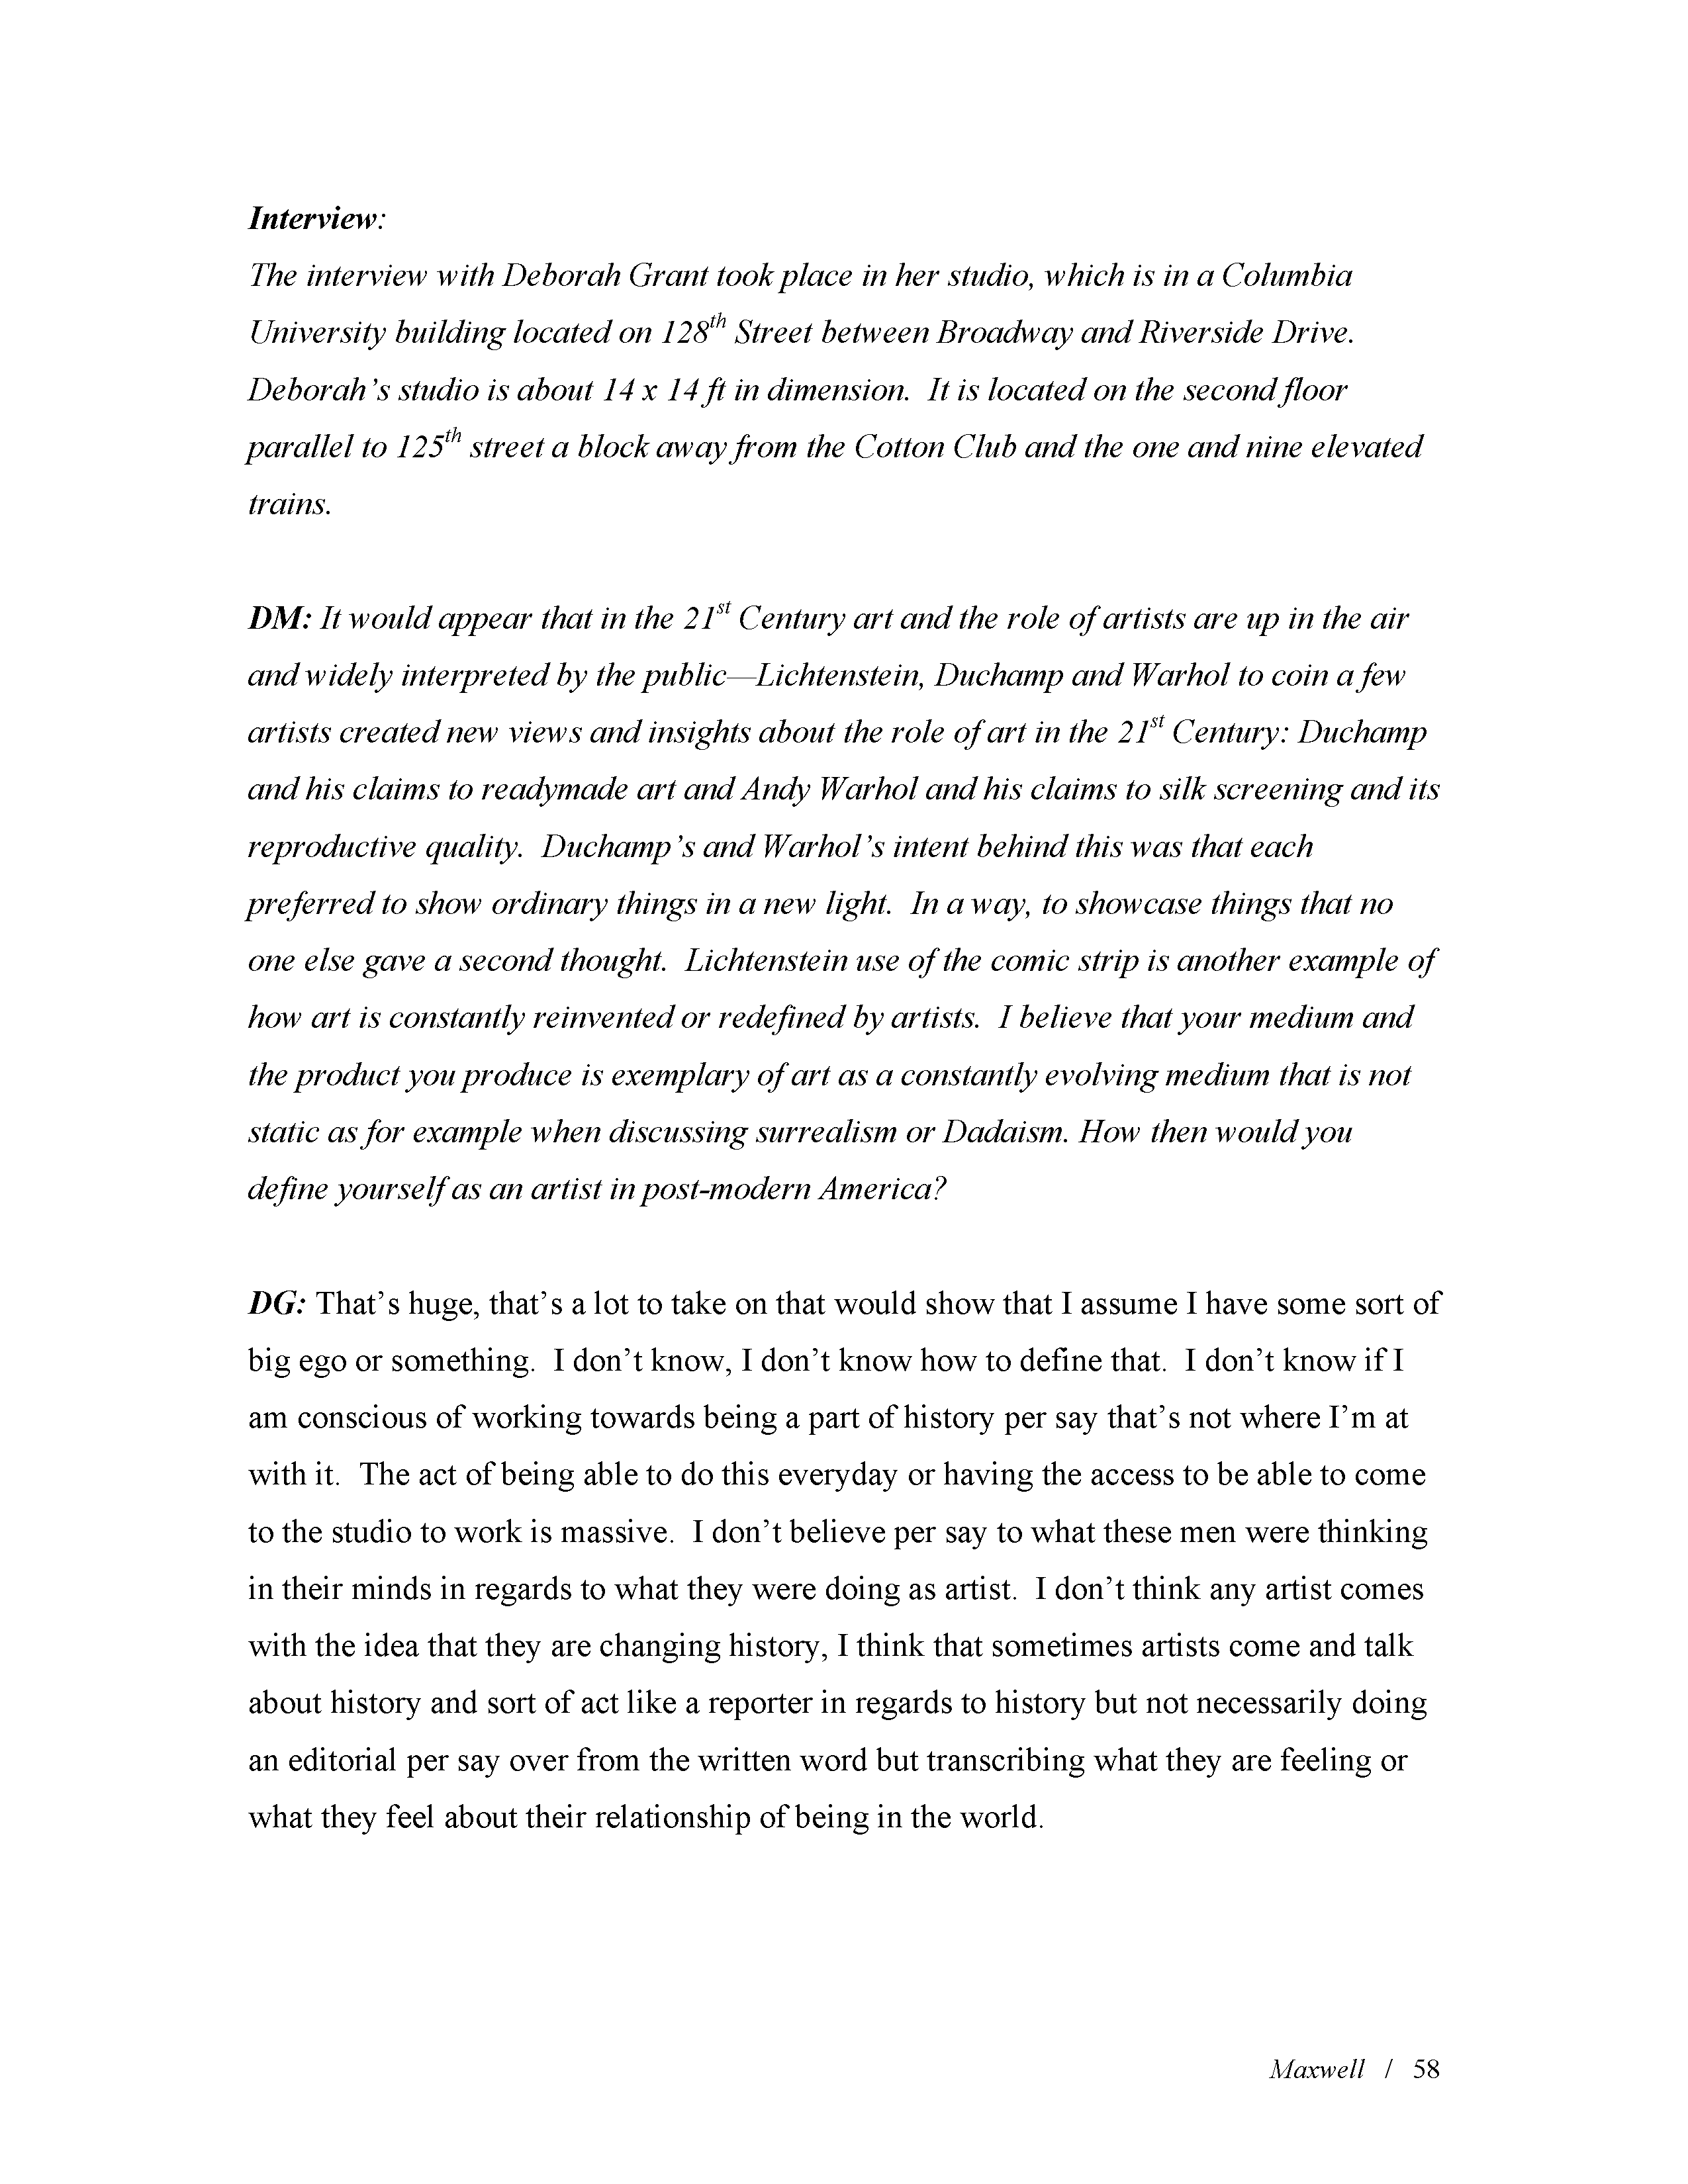 Interview:
The interview with Deborah Grant took place in her studio, which is in a Columbia
University building located on 128th Street between Broadway and Riverside Drive.
Deborah’s studio is about 14 x 14 ft in dimension.  It is located on the second floor
parallel to 125th street a block away from the Cotton Club and the one and nine elevated
trains.
DM: It would appear that in the 21st Century art and the role of artists are up in the air
and widely interpreted by the public—Lichtenstein, Duchamp and Warhol to coin a few
artists created new views and insights about the role of art in the 21st Century: Duchamp
and his claims to readymade art and Andy Warhol and his claims to silk screening and its
reproductive quality.  Duchamp’s and Warhol’s intent behind this was that each
preferred to show ordinary things in a new light.  In a way, to showcase things that no
one else gave a second thought.  Lichtenstein use of the comic strip is another example of
how art is constantly reinvented or redefined by artists.  I believe that your medium and
the product you produce is exemplary of art as a constantly evolving medium that is not
static as for example when discussing surrealism or Dadaism. How then would you
define yourself as an artist in post-modern America?
DG: That’s huge, that’s a lot to take on that would show that I assume I have some sort of
big ego or something.  I don’t know, I don’t know how to define that.  I don’t know if I
am conscious of working towards being a part of history per say that’s not where I’m at
with it.  The act of being able to do this everyday or having the access to be able to come
to the studio to work is massive.  I don’t believe per say to what these men were thinking
in their minds in regards to what they were doing as artist.  I don’t think any artist comes
with the idea that they are changing history, I think that sometimes artists come and talk
about history and sort of act like a reporter in regards to history but not necessarily doing
an editorial per say over from the written word but transcribing what they are feeling or
what they feel about their relationship of being in the world.
Maxwell / 58